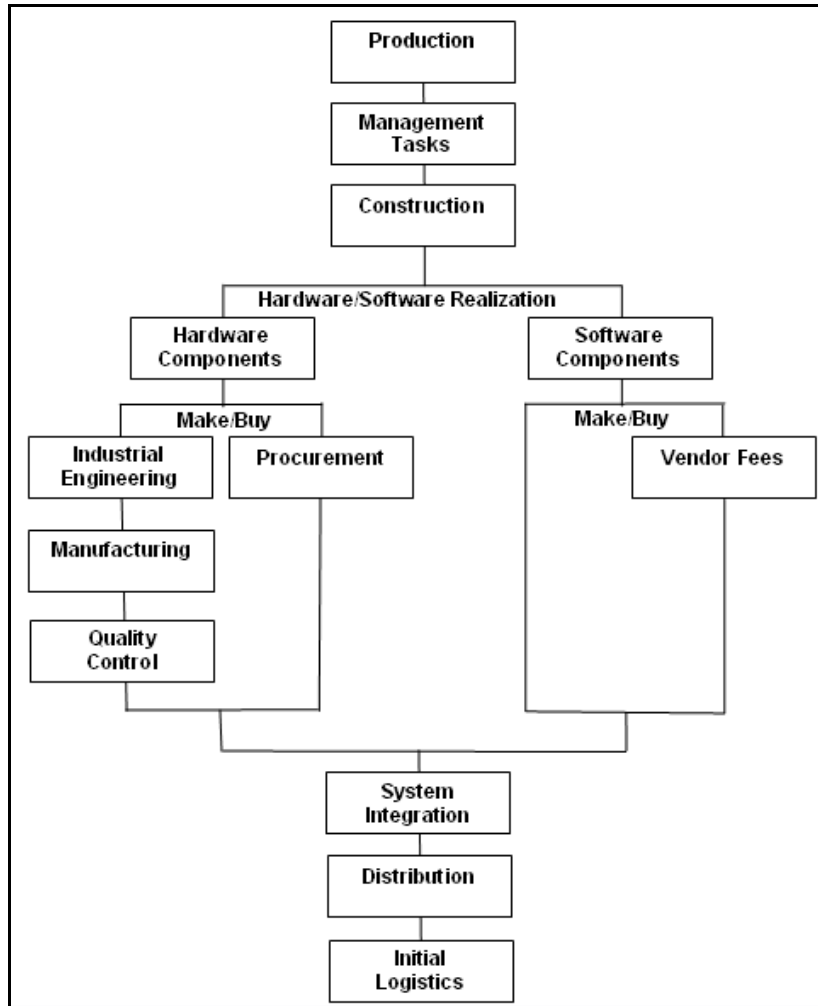 Production
Management
Tasks
Construction
Hardware/Software Realization
Hardware
Components
Software
Components
Make/Buy
Make/Buy
Industrial
Engineering
Procurement
Vendor Fees
Manufacturing
Quality
Control
System
Integration
Distribution
Initial
Logistics